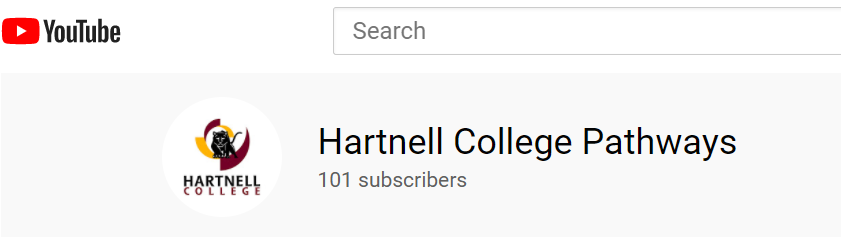 YouTube
Search
Hartnell College Pathways
101 subscribers
HARTNELL
COLLEGE